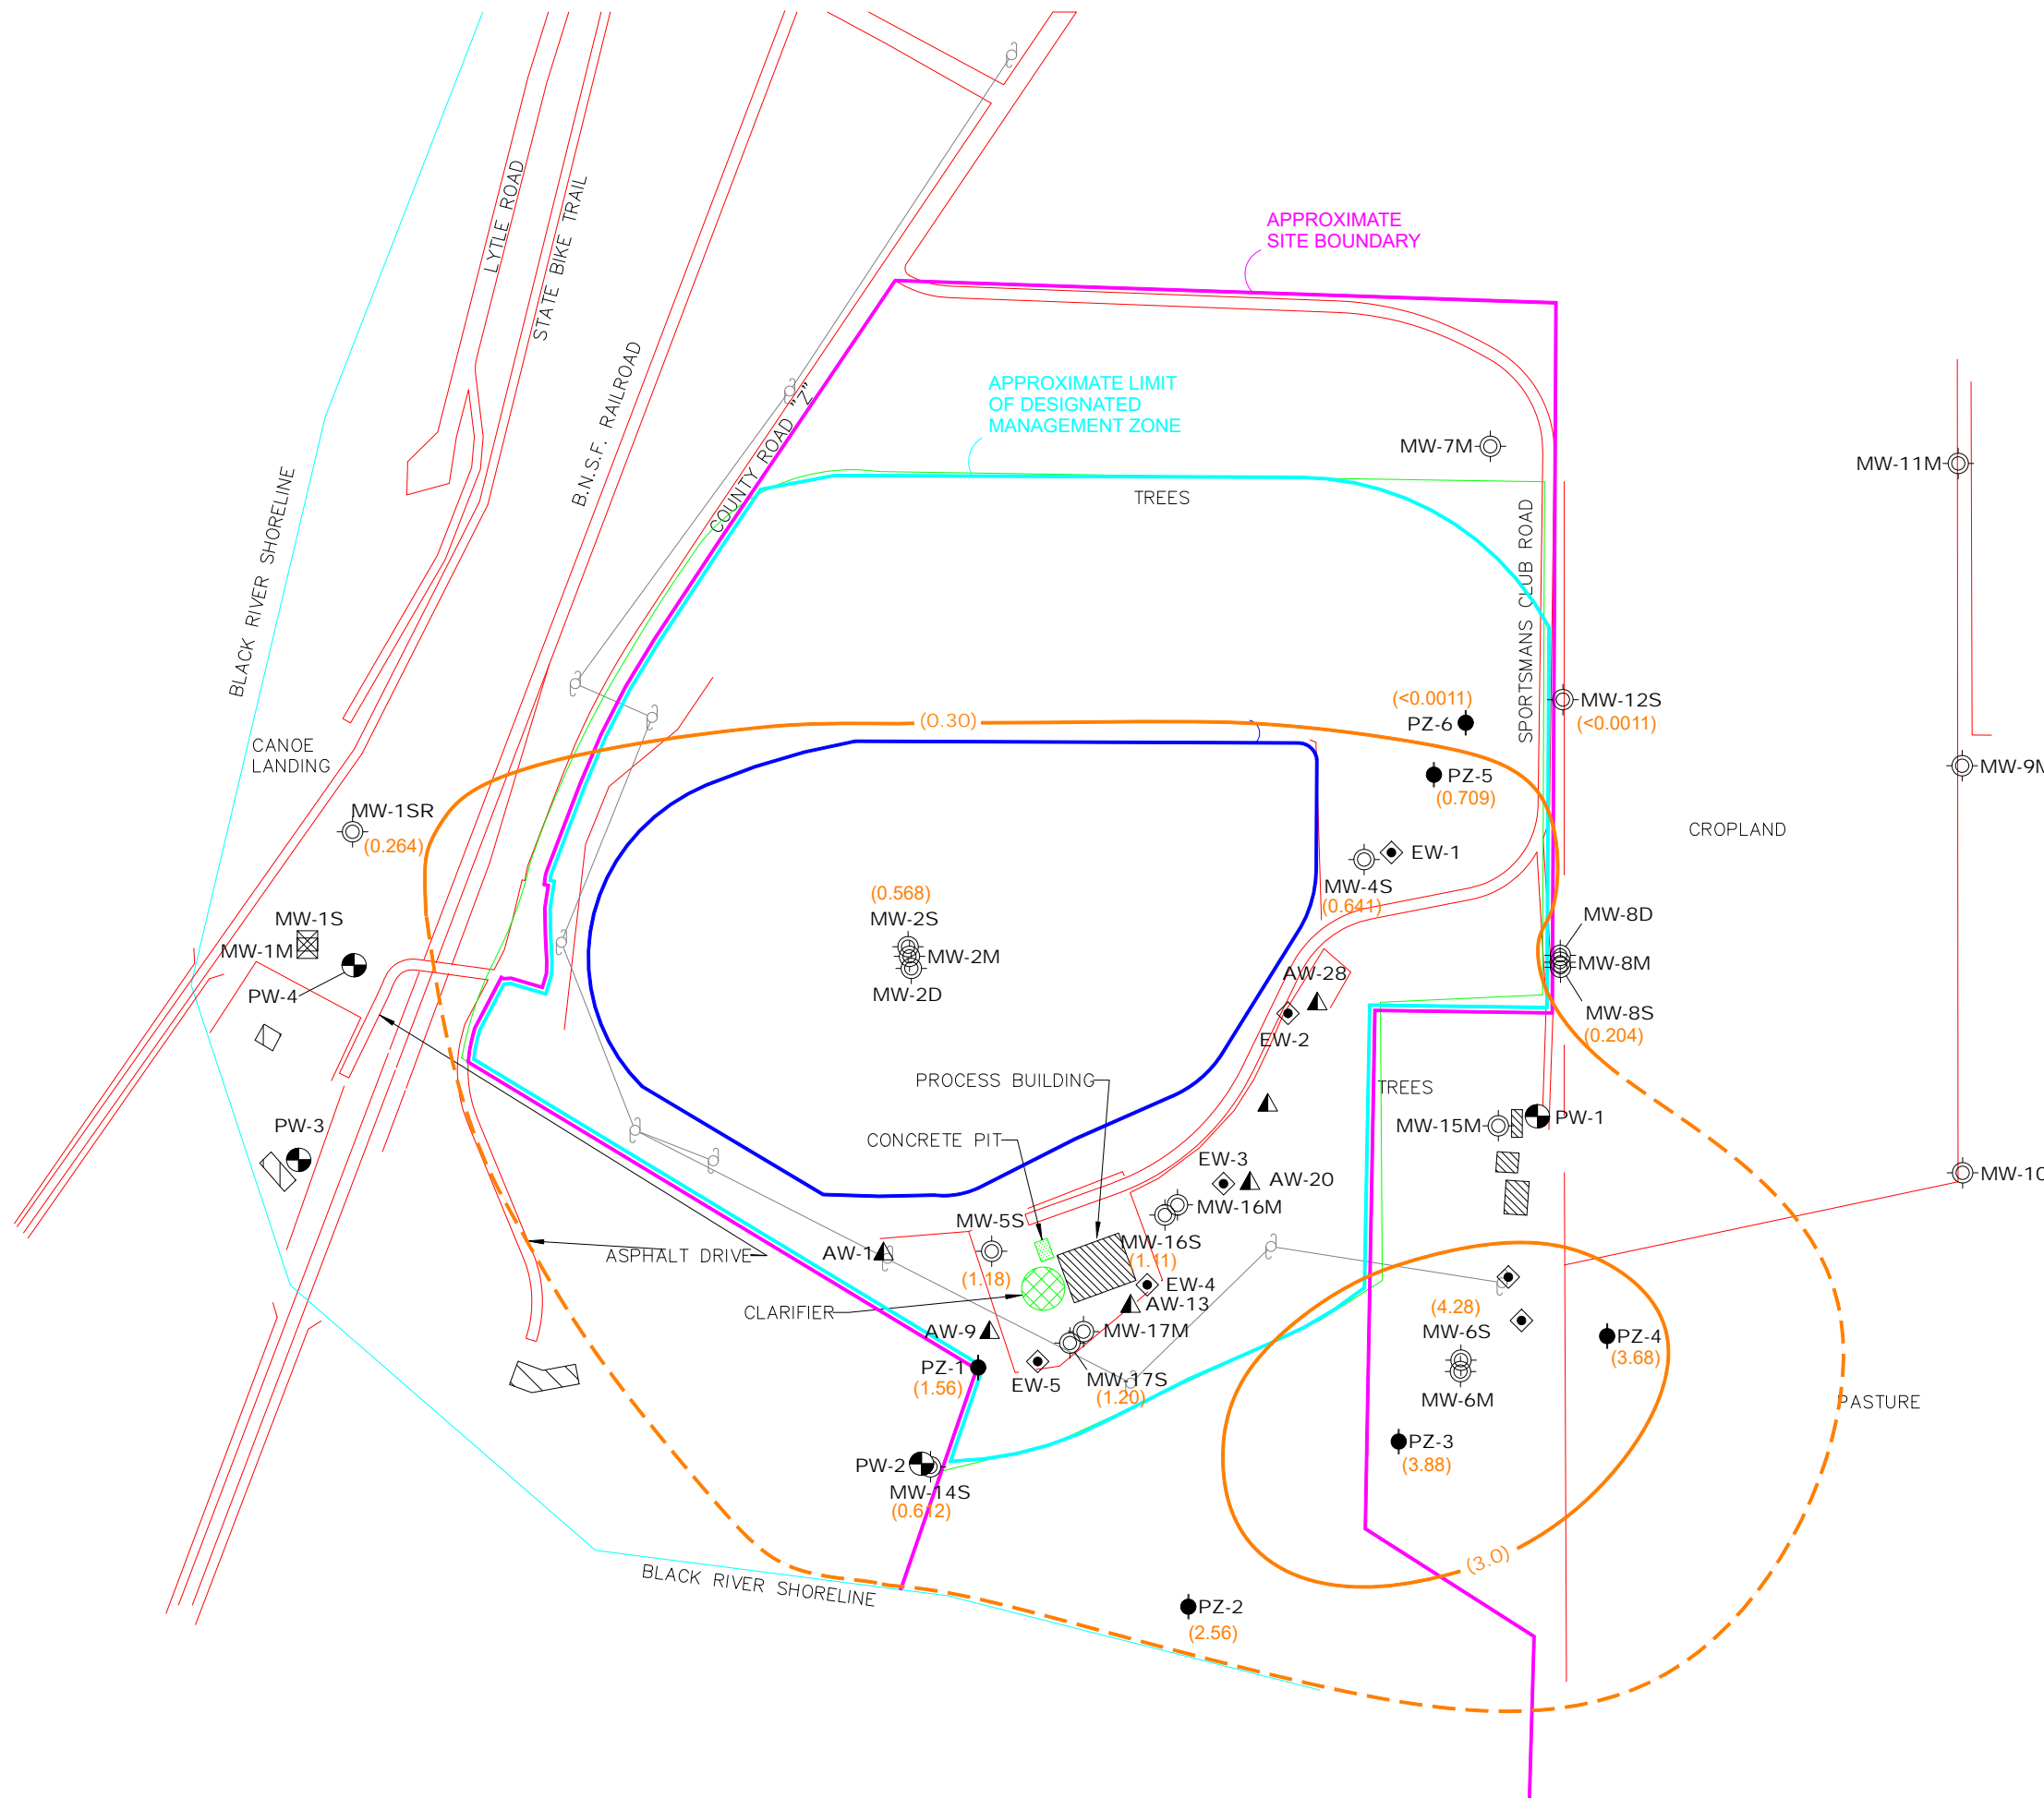 APPROXIMATE
SITE BOUNDARY
LYTLE ROAD
STATE BIKE TRAIL
B.N.S.F. RAILROAD
COUNTY ROAD "Z"
APPROXIMATE LIMIT
OF DESIGNATED
MANAGEMENT ZONE
TREES
MW-7M
MW-11M
BLACK RIVER SHORELINE
SPORTSMANS CLUB ROAD
(<0.0011)
PZ-6
MW-12S
(<0.0011)
(0.30)
CANOE
LANDING
PZ-5
(0.709)
MW-9M
CROPLAND
MW-1SR
(0.264)
EW-1
MW-4S
(0.641)
(0.568)
MW-2S
MW-2M
MW-2D
MW-1S
MW-1M
PW-4
MW-8D
MW-8M
MW-8S
(0.204)
AW-28
EW-2
PROCESS BUILDING
TREES
MW-15M
PW-1
CONCRETE PIT
PW-3
EW-3
AW-20
MW-10
MW-16M
MW-5S
(1.18)
MW-16S
(1.11)
ASPHALT DRIVE
AW-1
EW-4
AW-13
CLARIFIER
AW-9
MW-17M
PZ-1
(1.56)
EW-5
MW-17S
(1.20)
(4.28)
MW-6S
MW-6M
PZ-4
(3.68)
PASTURE
PZ-3
(3.88)
PW-2
MW-14S
(0.612)
(3.0)
BLACK RIVER SHORELINE
PZ-2
(2.56)